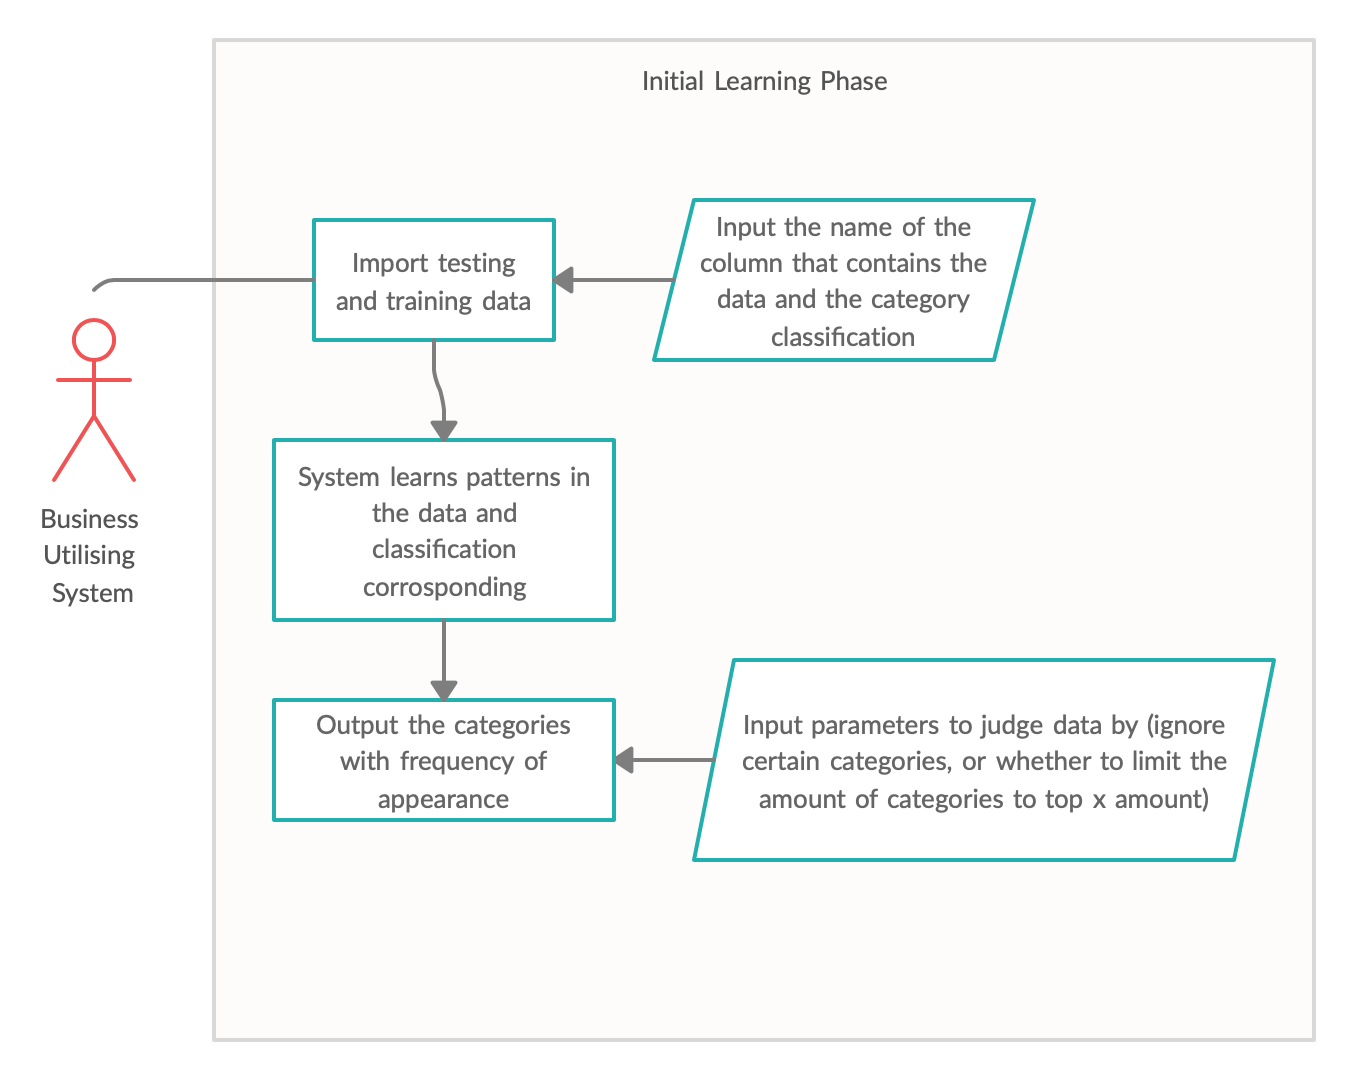 Initial Learning Phase
Import testing
and training data
Input the name of the
column that contains the
data and the category
classification
System learns patterns in
the data and
classification
corrosponding
Business
Utilising
System
Output the categories
with frequency of
appearance
Input parameters to judge data by (ignore
certain categories, or whether to limit the
amount of categories to top x amount)